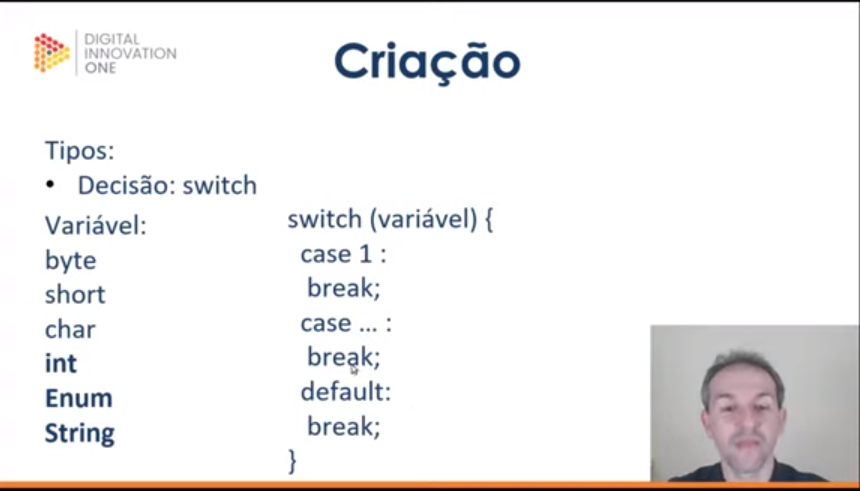 DIGITAL
INNOVATION
ONE
Criação
Tipos:
• Decisão: switch
Variável:
byte
short
char
int
Enum
String
switch (variável) {
case 1 :
break;
case ... :
break;
default:
break;
}